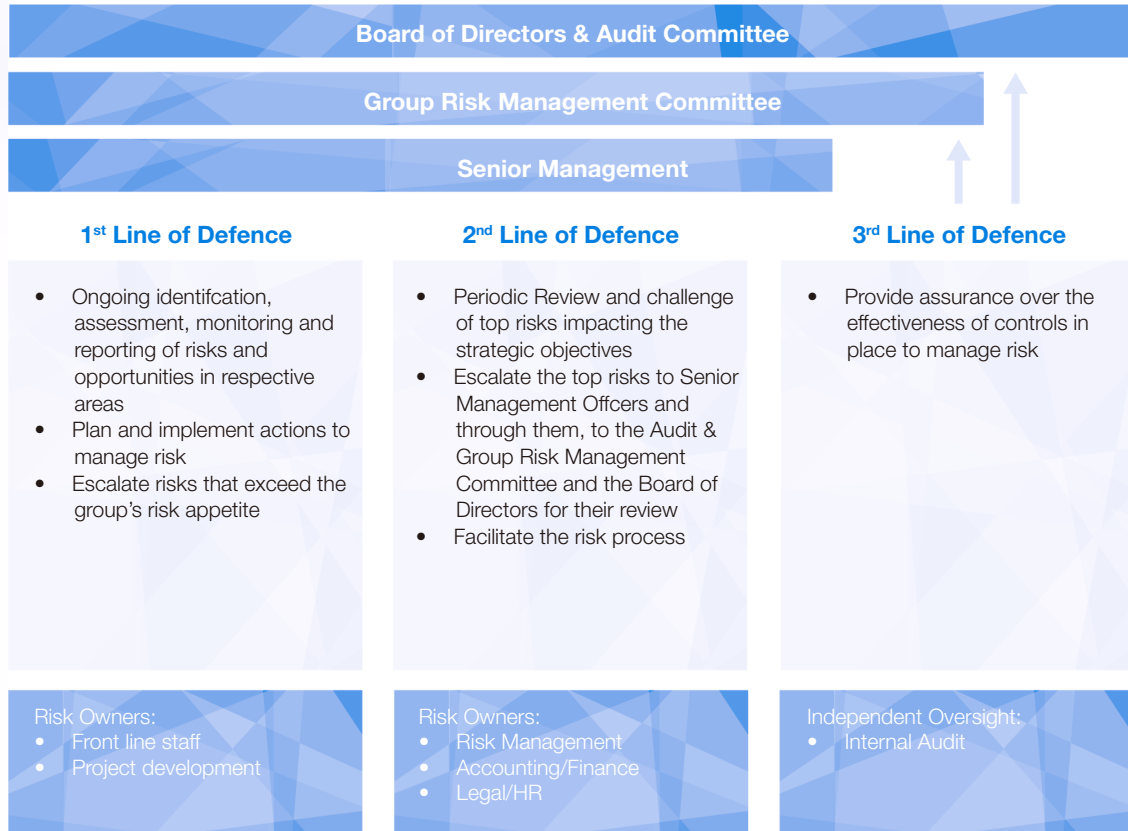 Board of Directors & Audit Committee
Group Risk Management Committee
Senior Management
1st Line of Defence
• Ongoing identifcation,
assessment, monitoring and
reporting of risks and
opportunities in respective
areas
• Plan and implement actions to
manage risk
• Escalate risks that exceed the
group's risk appetite
Risk Owners:
• Front line staff
• Project development
2nd Line of Defence
• Periodic Review and challenge
of top risks impacting the
strategic objectives
• Escalate the top risks to Senior
Management Offcers and
through them, to the Audit &
Group Risk Management
Committee and the Board of
Directors for their review
• Facilitate the risk process
Risk Owners:
• Risk Management
• Accounting/Finance
• Legal/HR
3rd Line of Defence
• Provide assurance over the
effectiveness of controls in
place to manage risk
Independent Oversight:
• Internal Audit